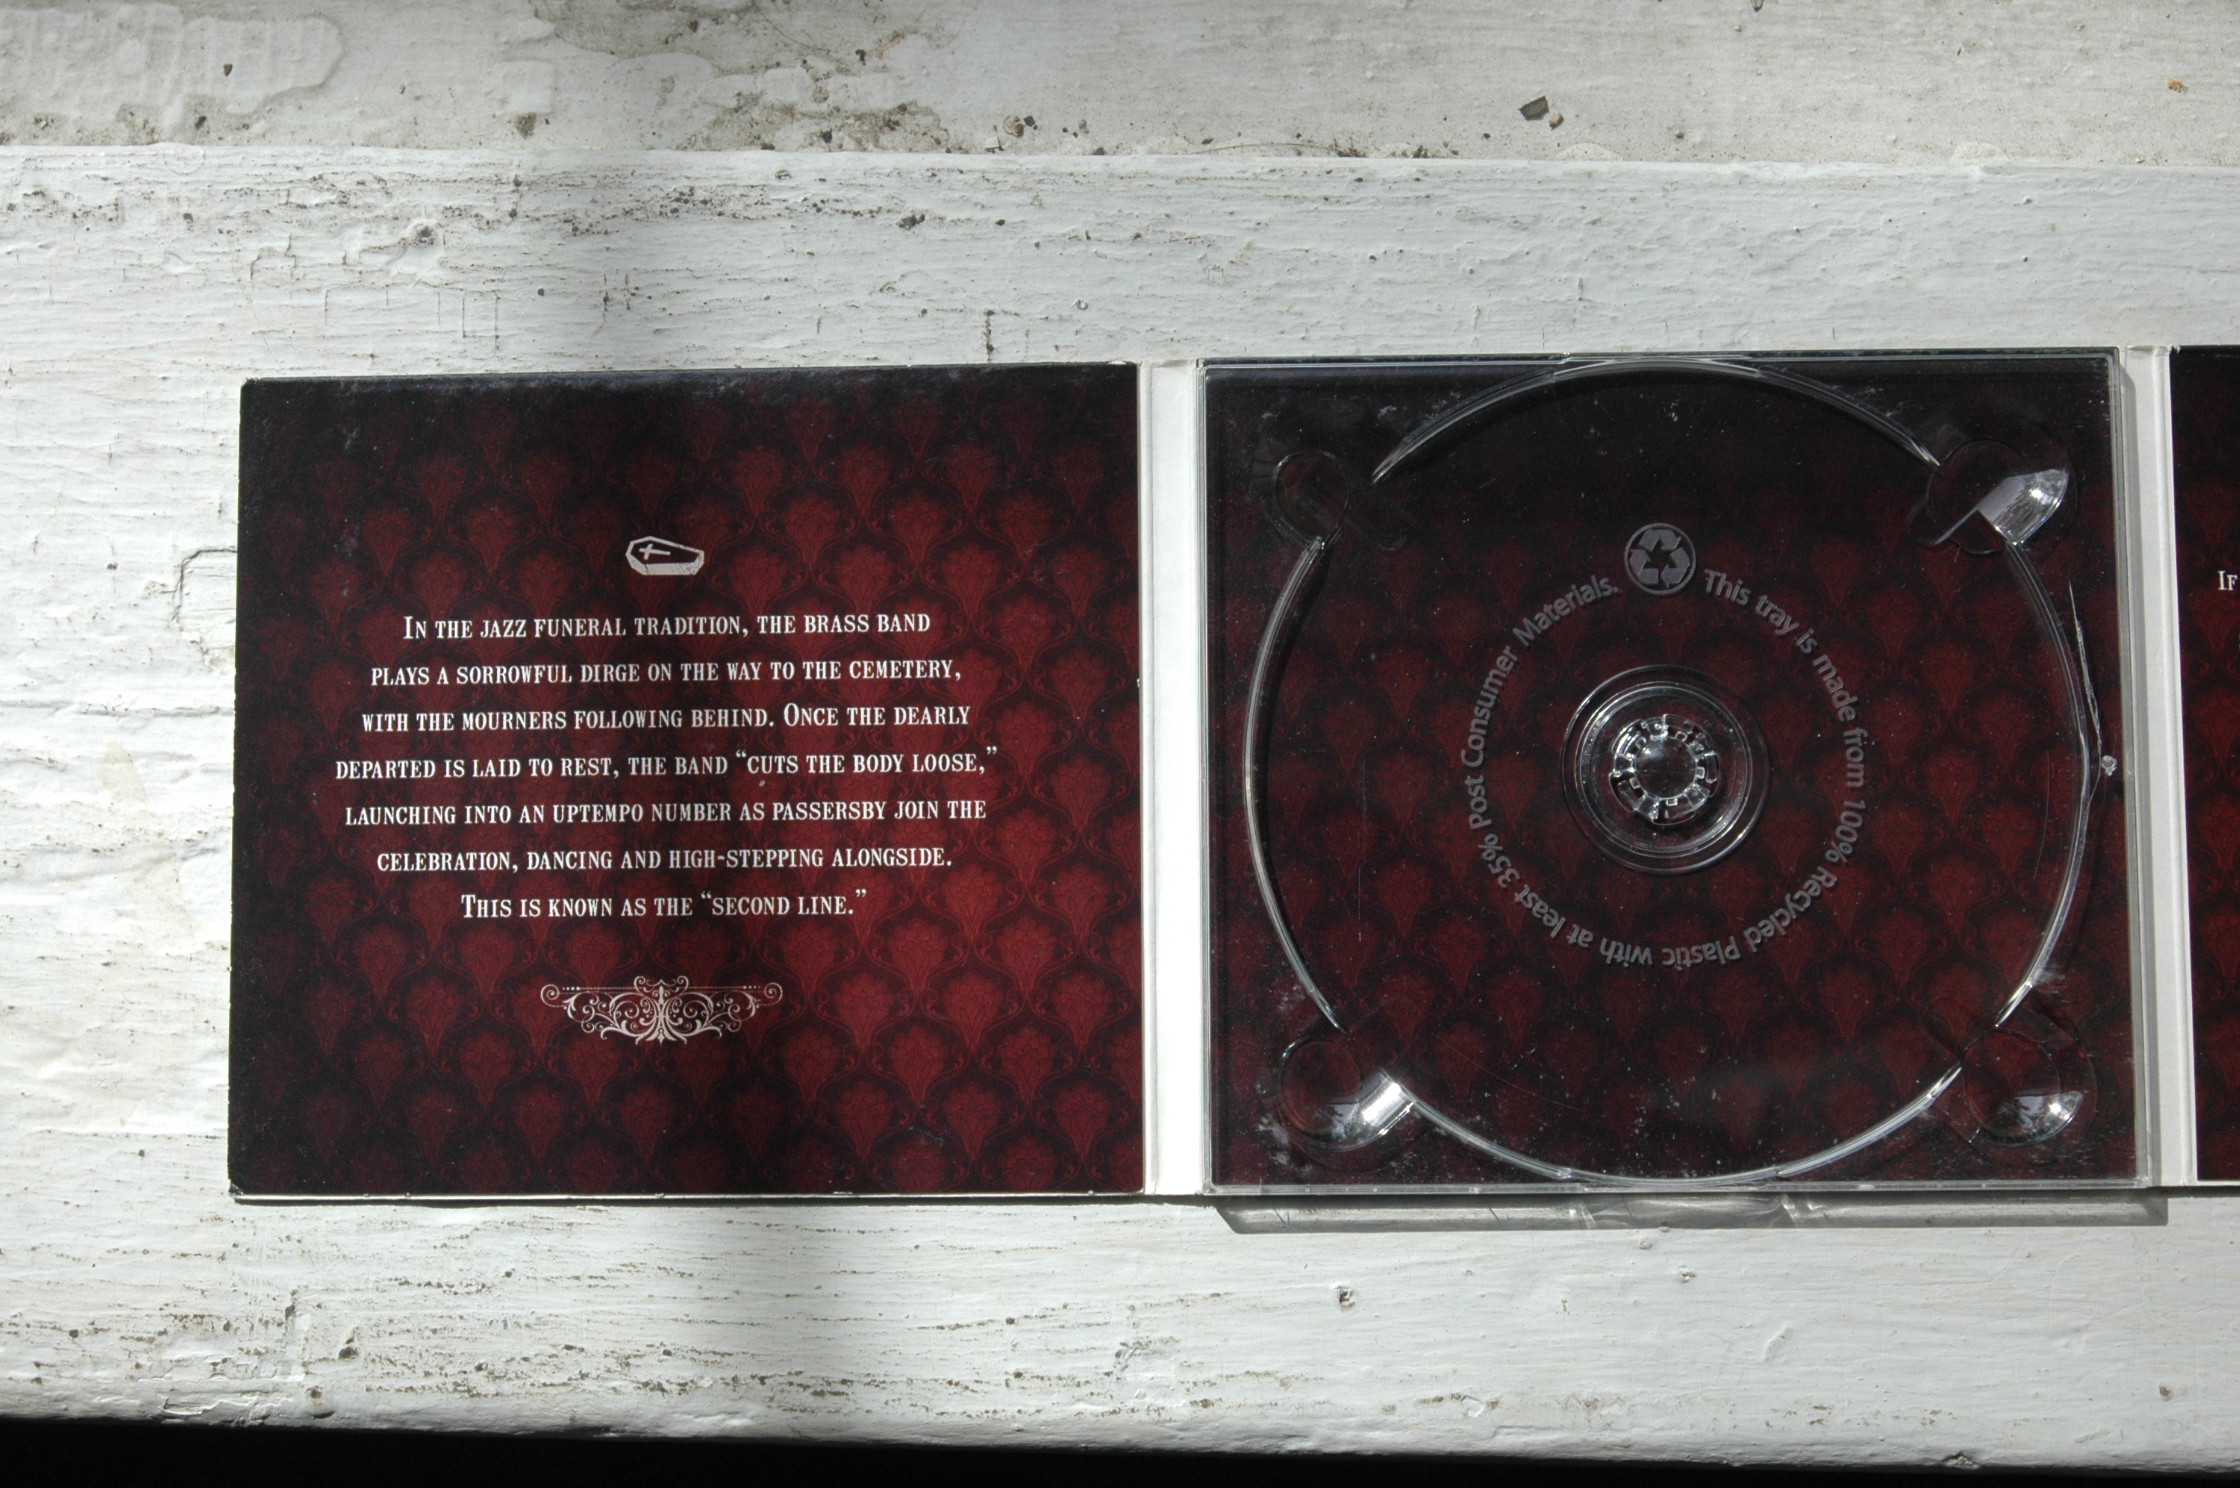 In the jazz funeral tradition, the brass band
plays a sorrowful dirge on the way to the cemetery,
with the mourners following behind. Once the dearly
departed is laid to rest, the band “cuts the body loose,”
launching into an uptempo number as passersby join the
celebration, dancing and high-stepping alongside.
This is known as the “second line.”
This tray is made from 100% Recycled Plastic with at least 35% Post Consumer Materials.
If